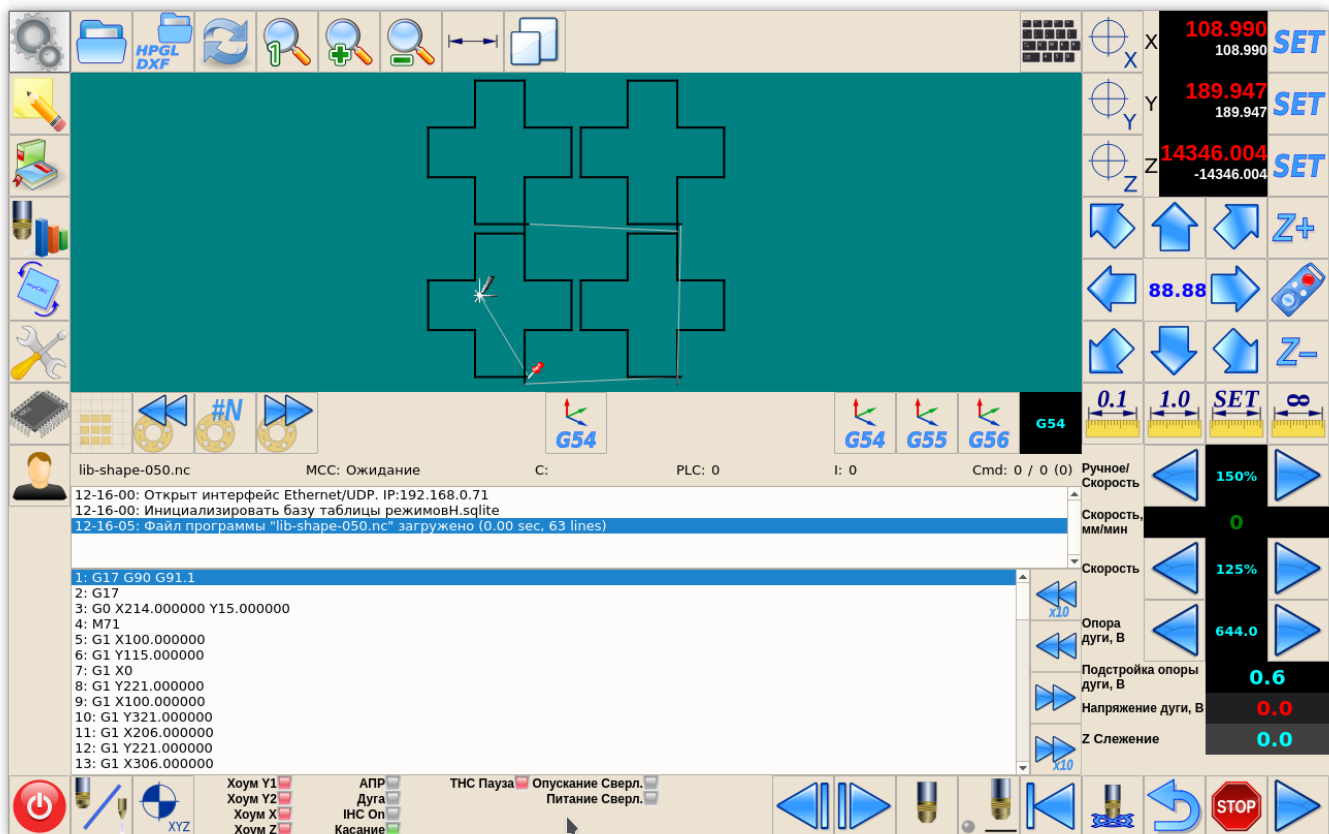 HPGL
DXF
1
X
X
108.990
108.990
SET
Y
Y
189.947
189.947
SET
Z
Z
14346.004
-14346.004
SET
Z+
myCNC
88.88
Z-
#N
G54
G54
G55
G56
G54
0.1
1.0
SET
∞
lib-shape-050.nc
MCC: Ожидание
C:
PLC: 0
I: 0
Cmd: 0 / 0 (0)
12-16-00: Открыт интерфейс Ethernet/UDP. IP:192.168.0.71
12-16-00: Инициализировать базу таблицы режимовH.sqlite
12-16-05: Файл программы "lib-shape-050.nc" загружено (0.00 sec, 63 lines)
1: G17 G90 G91.1
2: G17
3: G0 X214.000000 Y15.000000
4: M71
5: G1 X100.000000
6: G1 Y115.000000
7: G1 X0
8: G1 Y221.000000
9: G1 X100.000000
10: G1 Y321.000000
11: G1 X206.000000
12: G1 Y221.000000
13: G1 X306.000000
x10
x10
Ручное/
Скорость
150%
Скорость,
мм/мин
0
Скорость
125%
Опора
дуги, В
644.0
Подстройка опоры
дуги, В
0.6
Напряжение дуги, В
0.0
Z Слежение
0.0
XYZ
Хоум Y1
Хоум Y2
Хоум X
Хоум Z
АПР
Дуга
IHC On
Касание
THC Пауза
Опускание Сверл.
Питание Сверл.
STOP